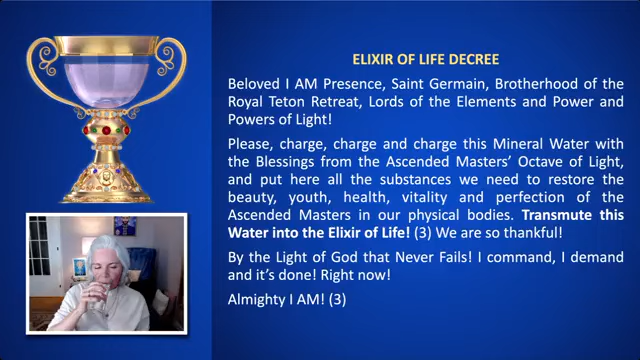 ELIXIR OF LIFE DECREE
Beloved I AM Presence, Saint Germain, Brotherhood of the
Royal Teton Retreat, Lords of the Elements and Power and
Powers of Light!
Please, charge, charge and charge this Mineral Water with
the Blessings from the Ascended Masters’ Octave of Light,
and put here all the substances we need to restore the
beauty, youth, health, vitality and perfection of the
Ascended Masters in our physical bodies. Transmute this
Water into the Elixir of Life! (3) We are so thankful!
By the Light of God that Never Fails! I command, I demand
and it’s done! Right now!
Almighty I AM! (3)